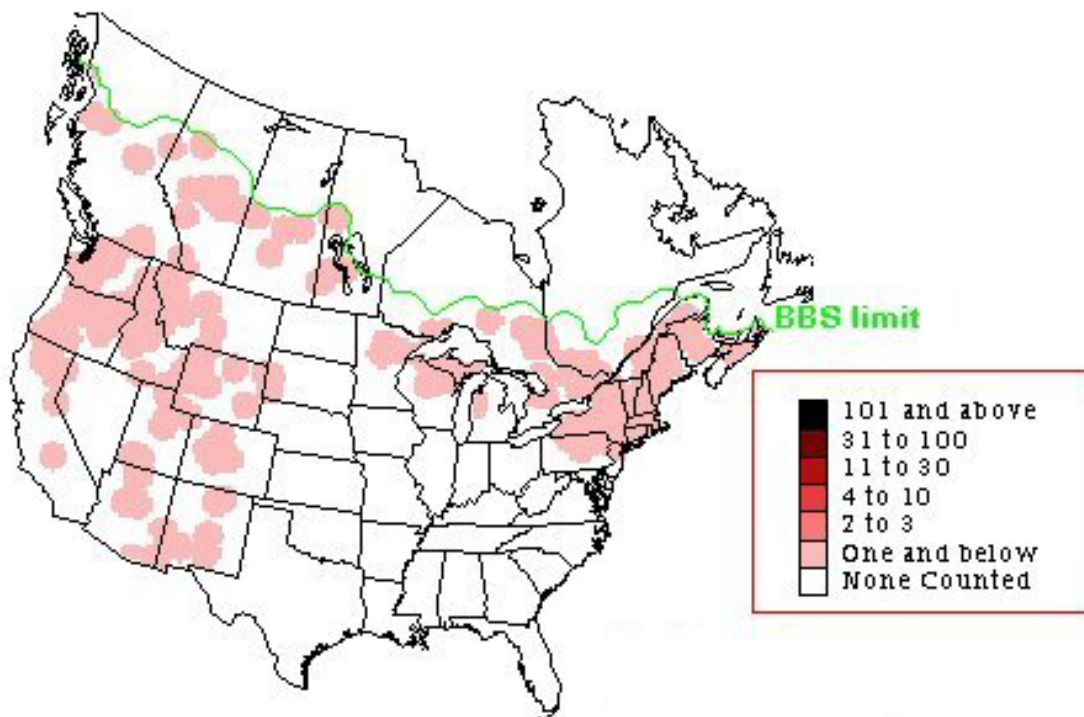 BBS limit
101 and above
31 to 100
11 to 30
4 to 10
2 to 3
One and below
None Counted